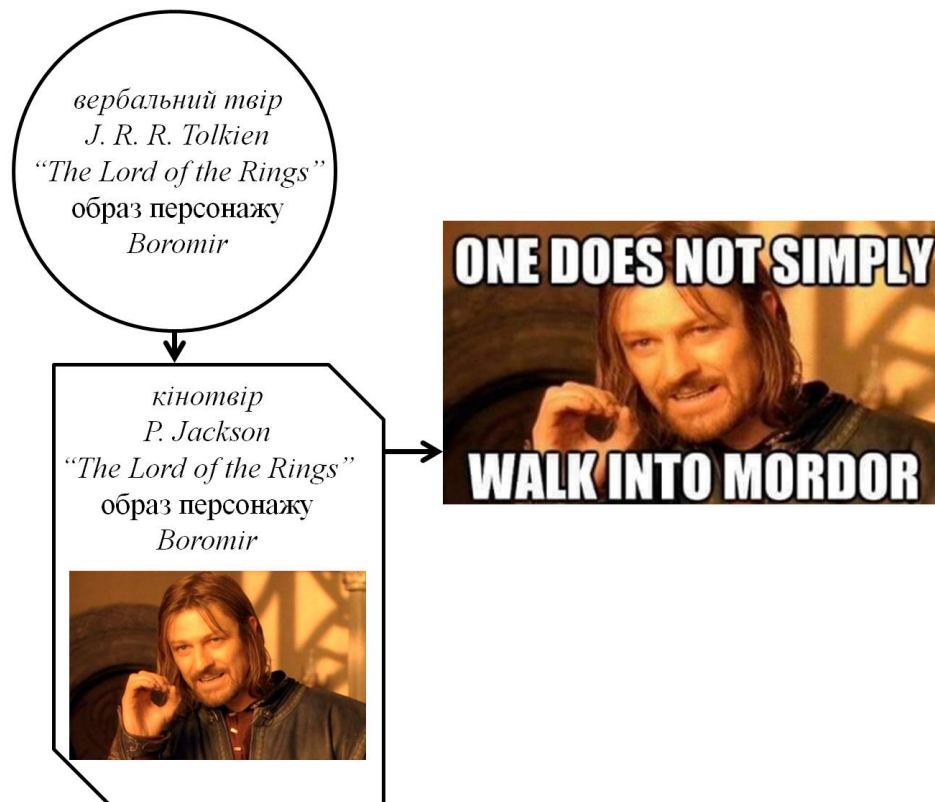 вербальний твір
J. R. R. Tolkien
“The Lord of the Rings”
образ персонажу
Boromir
кінотвір
P. Jackson
“The Lord of the Rings”
образ персонажу
Boromir
ONE DOES NOT SIMPLY
WALK INTO MORDOR